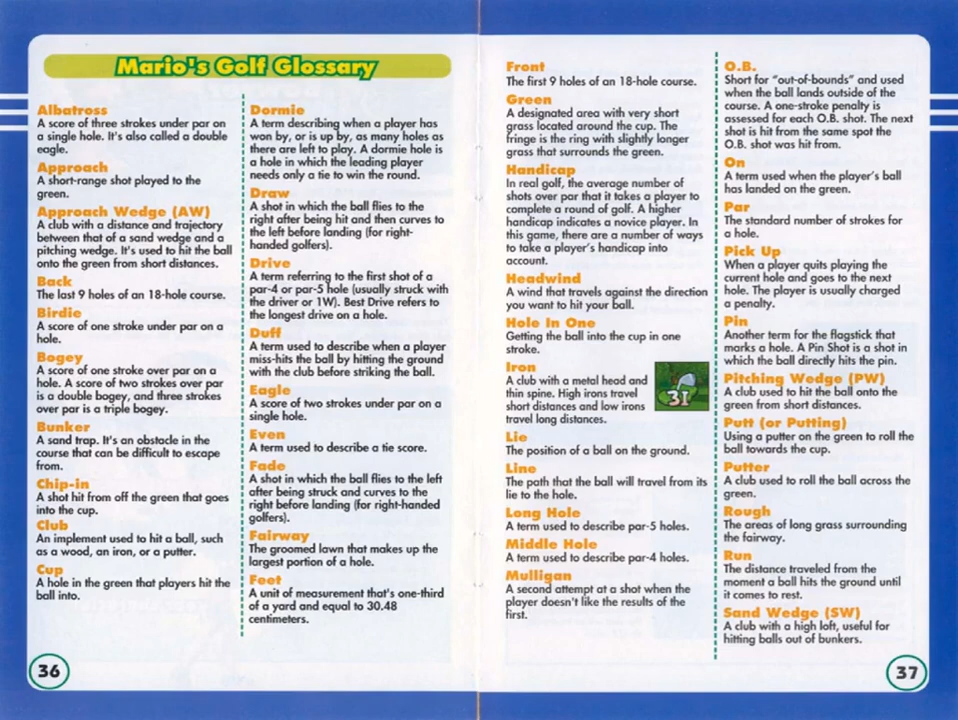 Mario's Golf Glossary
Albatross
A score of three strokes under par on
a single hole. It's also called a double
eagle.
Approach
A short-range shot played to the
green.
Approach Wedge (AW)
A club with a distance and trajectory
between that of a sand wedge and a
pitching wedge. It's used to hit the ball
onto the green from short distances.
Back
The last 9 holes of an 18-hole course.
Birdie
A score of one stroke under par on a
hole.
Bogey
A score of one stroke over par on a
hole. A score of two strokes over par
is a double bogey, and three strokes
over par is a triple bogey.
Bunker
A sand trap. It's an obstacle in the
course that can be difficult to escape
from.
Chip-in
A shot hit from off the green that goes
into the cup.
Club
An implement used to hit a ball, such
as a wood, an iron, or a putter.
Cup
A hole in the green that players hit the
ball into.
Dormie
A term describing when a player has
won by, or is up by, as many holes as
there are left to play. A dormie hole is
a hole in which the leading player
needs only a tie to win the round.
Draw
A shot in which the ball flies to the
right after being hit and then curves to
the left before landing (for right-
handed golfers).
Drive
A term referring to the first shot of a
par-4 or par-5 hole (usually struck with
the driver or 1W). Best Drive refers to
the longest drive on a hole.
Duff
A term used to describe when a player
miss-hits the ball by hitting the ground
with the club before striking the ball.
Eagle
A score of two strokes under par on a
single hole.
Even
A term used to describe a tie score.
Fade
A shot in which the ball flies to the left
after being struck and curves to the
right before landing (for right-handed
golfers).
Fairway
The groomed lawn that makes up the
largest portion of a hole.
Feet
A unit of measurement that's one-third
of a yard and equal to 30.48
centimeters.
36
Front
The first 9 holes of an 18-hole course.
Green
A designated area with very short
grass located around the cup. The
fringe is the ring with slightly longer
grass that surrounds the green.
Handicap
In real golf, the average number of
shots over par that it takes a player to
complete a round of golf. A higher
handicap indicates a novice player. In
this game, there are a number of ways
to take a player's handicap into
account.
Headwind
A wind that travels against the direction
you want to hit your ball.
Hole In One
Getting the ball into the cup in one
stroke.
Iron
A club with a metal head and
thin spine. High irons travel
short distances and low irons
travel long distances.
3I
Lie
The position of a ball on the ground.
Line
The path that the ball will travel from its
lie to the hole.
Long Hole
A term used to describe par-5 holes.
Middle Hole
A term used to describe par-4 holes.
Mulligan
A second attempt at a shot when the
player doesn't like the results of the
first.
O.B.
Short for "out-of-bounds" and used
when the ball lands outside of the
course. A one-stroke penalty is
assessed for each O.B. shot. The next
shot is hit from the same spot the
O.B. shot was hit from.
On
A term used when the player's ball
has landed on the green.
Par
The standard number of strokes for
a hole.
Pick Up
When a player quits playing the
current hole and goes to the next
hole. The player is usually charged
a penalty.
Pin
Another term for the flagstick that
marks a hole. A Pin Shot is a shot in
which the ball directly hits the pin.
Pitching Wedge (PW)
A club used to hit the ball onto the
green from short distances.
Putt (or Putting)
Using a putter on the green to roll the
ball towards the cup.
Putter
A club used to roll the ball across the
green.
Rough
The areas of long grass surrounding
the fairway.
Run
The distance traveled from the
moment a ball hits the ground until
it comes to rest.
Sand Wedge (SW)
A club with a high loft, useful for
hitting balls out of bunkers.
37